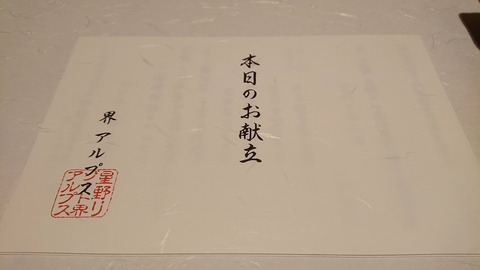 本日のお献立
界 アルプス
星野リ
ゾート界
アルプス